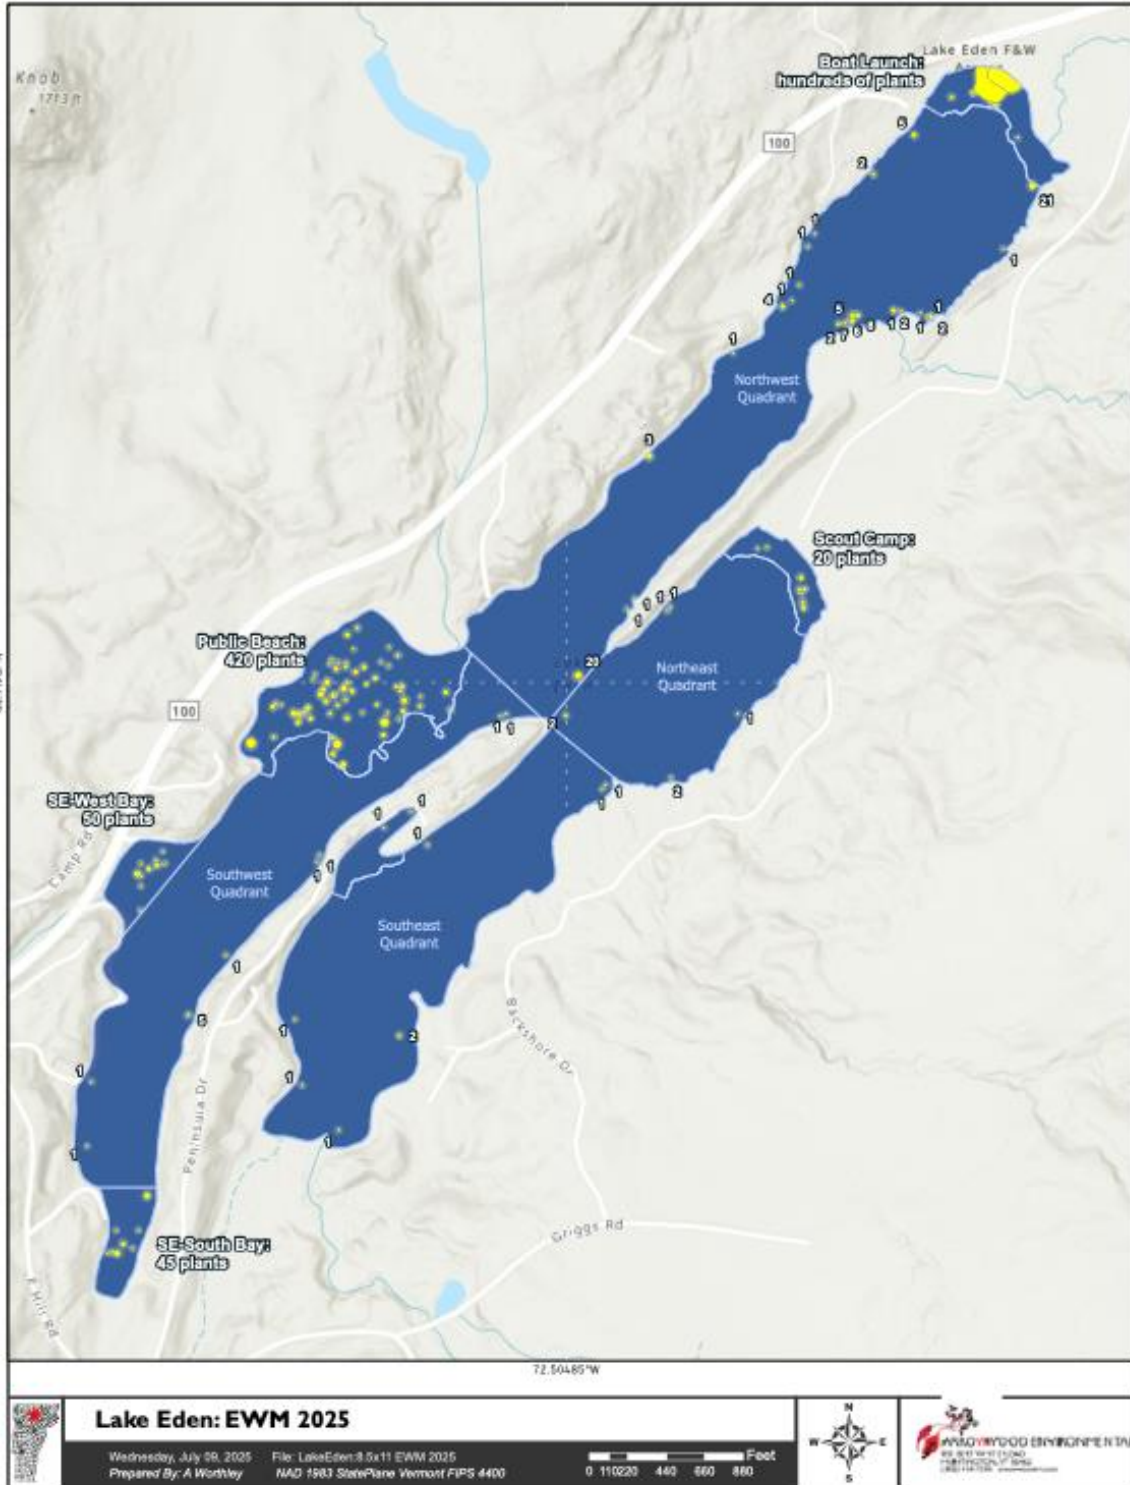 Knob
1713 ft
Lake Eden F&W
Boat Launch:
hundreds of plants
100
5
2
21
1
1
1
1
1
4
5
1
2
7
6
8
1
2
1
2
1
Northwest
Quadrant
3
Scout Camp:
20 plants
1
1
1
1
Public Beach:
420 plants
20
Northeast
Quadrant
100
1
1
2
1
SE-West Bay:
50 plants
1
1
2
1
1
1
Camp Rd
1
1
Southwest
Quadrant
Southeast
Quadrant
1
5
1
2
Backshore Dr
1
1
1
1
Peninsula Dr
Griggs Rd
SE-South Bay:
45 plants
E Hill Rd
72.50485°W
Lake Eden: EWM 2025
Wednesday, July 09, 2025 File: LakeEden:8.5x11 EWM 2025
Prepared By: A Worthley NAD 1983 StatePlane Vermont FIPS 4400
Feet
0 110220 440 660 880
N
W E
S